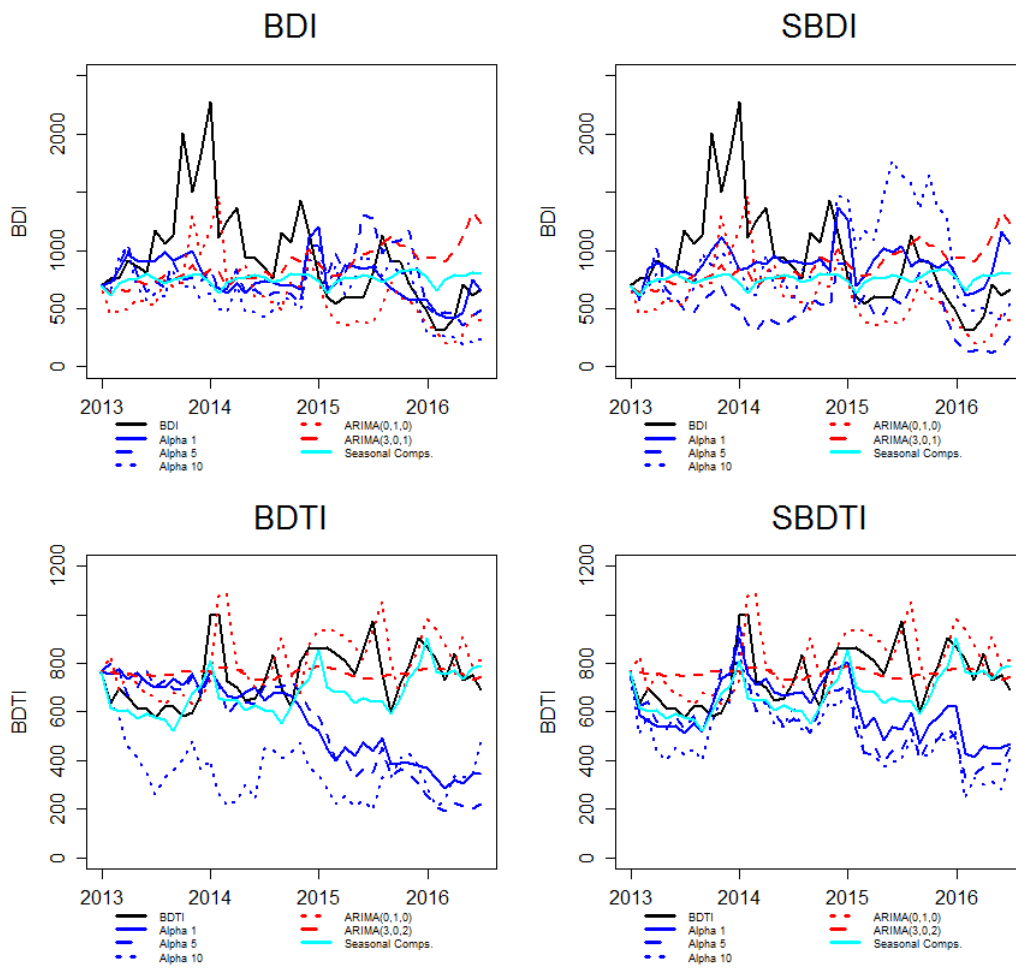 BDI
SBDI
2000
1000
500
0
BDI
2013 2014 2015 2016
BDI ARIMA(0,1,0)
Alpha 1 ARIMA(3,0,1)
Alpha 5 Seasonal Comps.
Alpha 10
2000
1000
500
0
BDI
2013 2014 2015 2016
BDI ARIMA(0,1,0)
Alpha 1 ARIMA(3,0,1)
Alpha 5 Seasonal Comps.
Alpha 10
BDTI
SBDTI
1200
800
600
400
200
0
BDTI
2013 2014 2015 2016
BDTI ARIMA(0,1,0)
Alpha 1 ARIMA(3,0,2)
Alpha 5 Seasonal Comps.
Alpha 10
1200
800
600
400
200
0
BDTI
2013 2014 2015 2016
BDTI ARIMA(0,1,0)
Alpha 1 ARIMA(3,0,2)
Alpha 5 Seasonal Comps.
Alpha 10